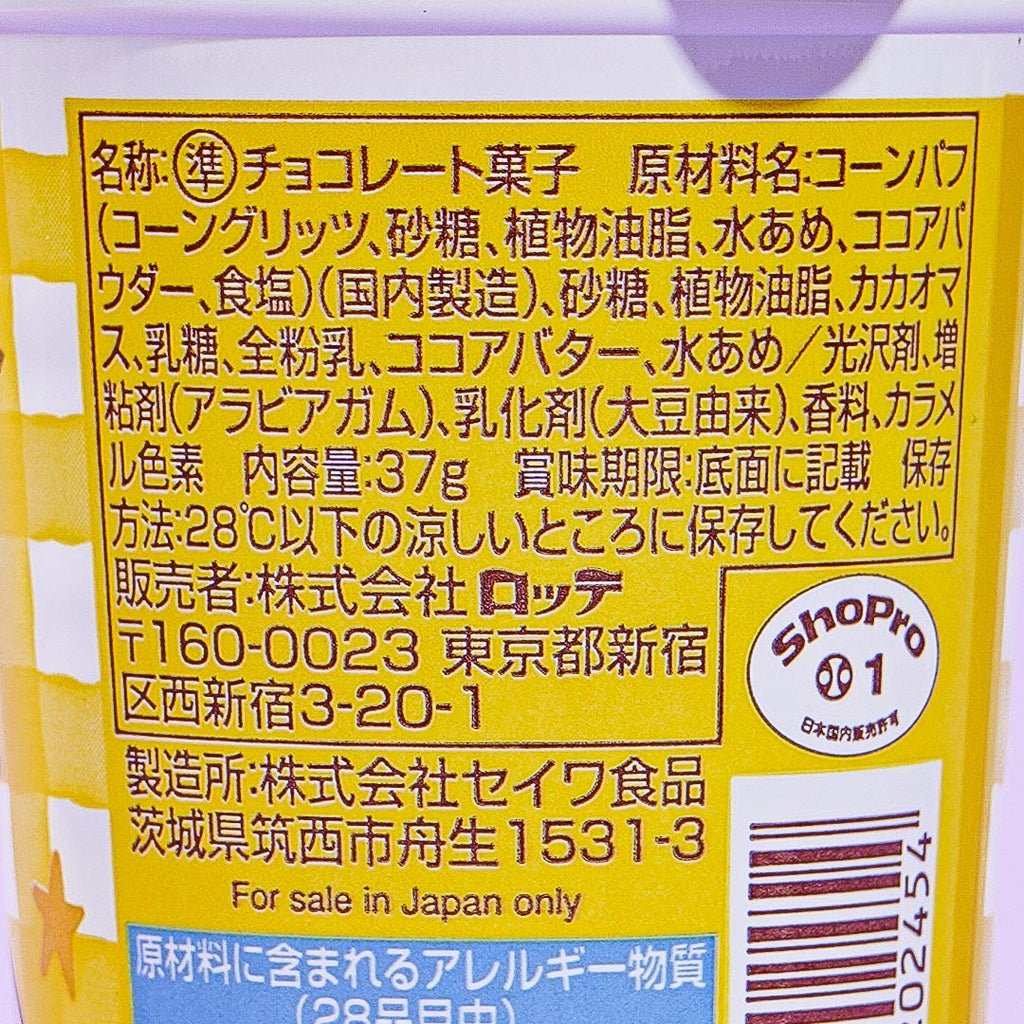 名称:㊜準チョコレート菓子 原材料名:コーンパフ
(コーングリッツ、砂糖、植物油脂、水あめ、ココアパ
ウダー、食塩)(国内製造)、砂糖、植物油脂、カカオマ
ス、乳糖、全粉乳、ココアバター、水あめ/光沢剤、増
粘剤(アラビアガム)、乳化剤(大豆由来)、香料、カラメ
ル色素 内容量:37g 賞味期限:底面に記載 保存
方法:28℃以下の涼しいところに保存してください。
販売者:株式会社 ロッテ
〒160-0023 東京都新宿
区西新宿3-20-1
ShoPro
1
日本国内販売許可
製造所:株式会社セイワ食品
茨城県筑西市舟生1531-3
For sale in Japan only
原材料に含まれるアレルギー物質
(28品目中)
02454